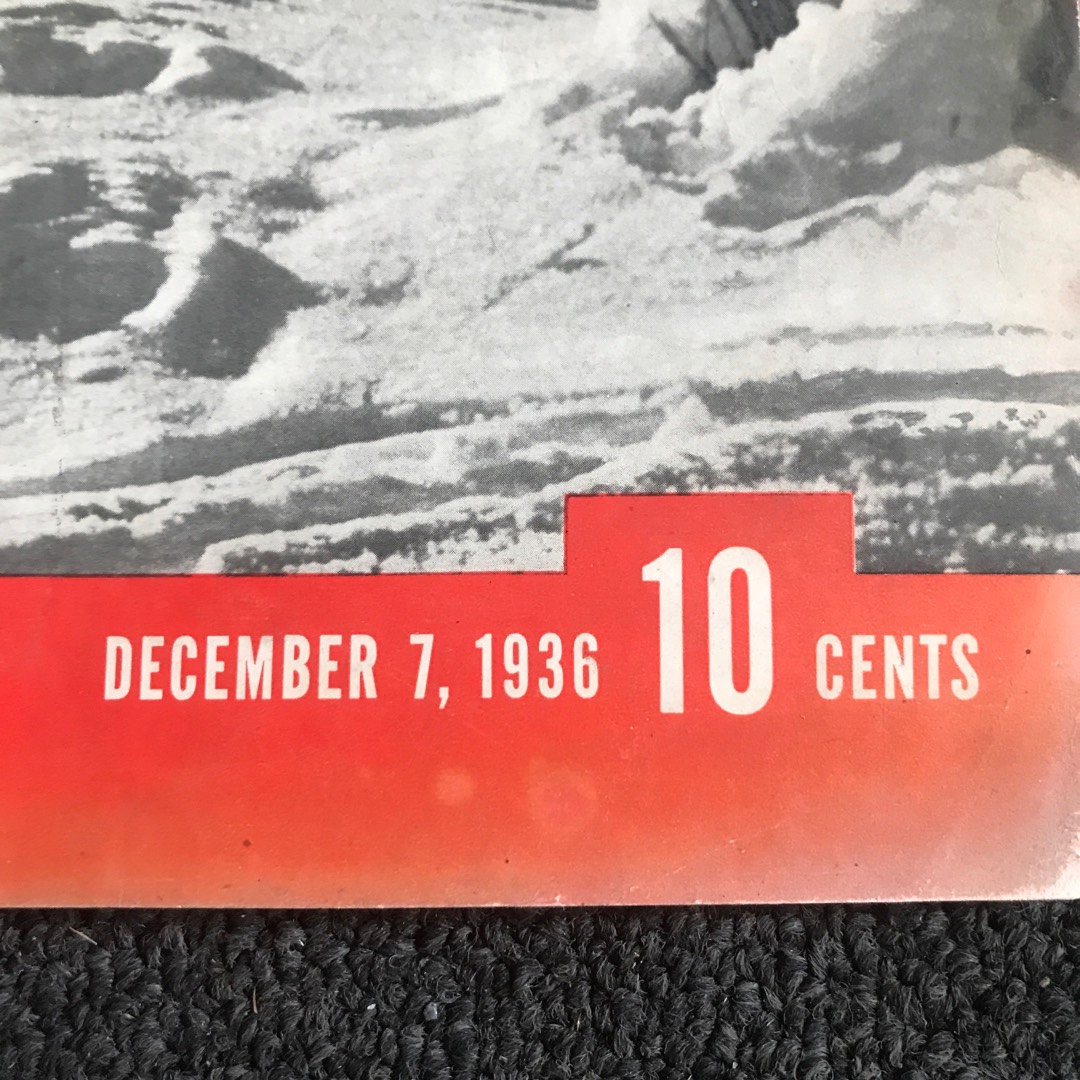 DECEMBER 7, 1936 10 CENTS